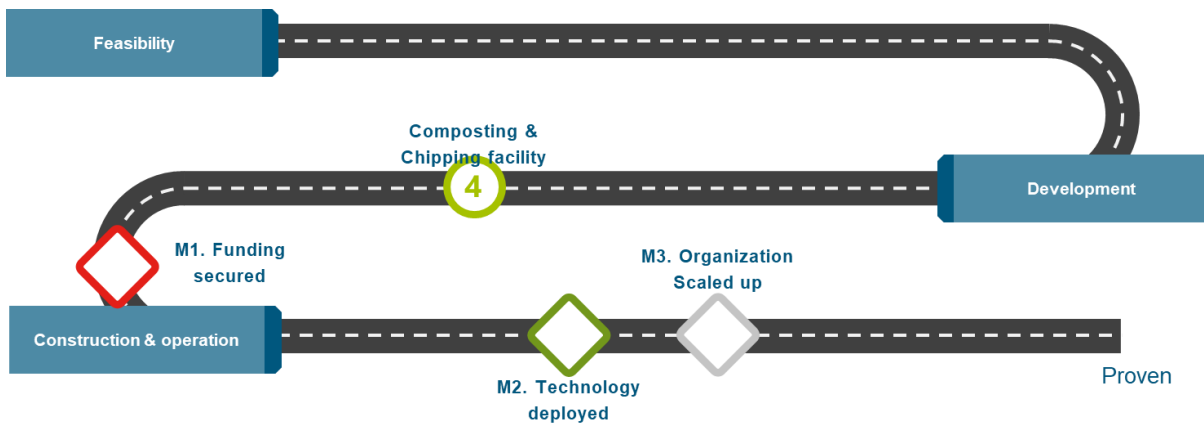 Feasibility
Composting &
Chipping facility
4
Development
M1. Funding
secured
M3. Organization
Scaled up
Construction & operation
M2. Technology
deployed
Proven